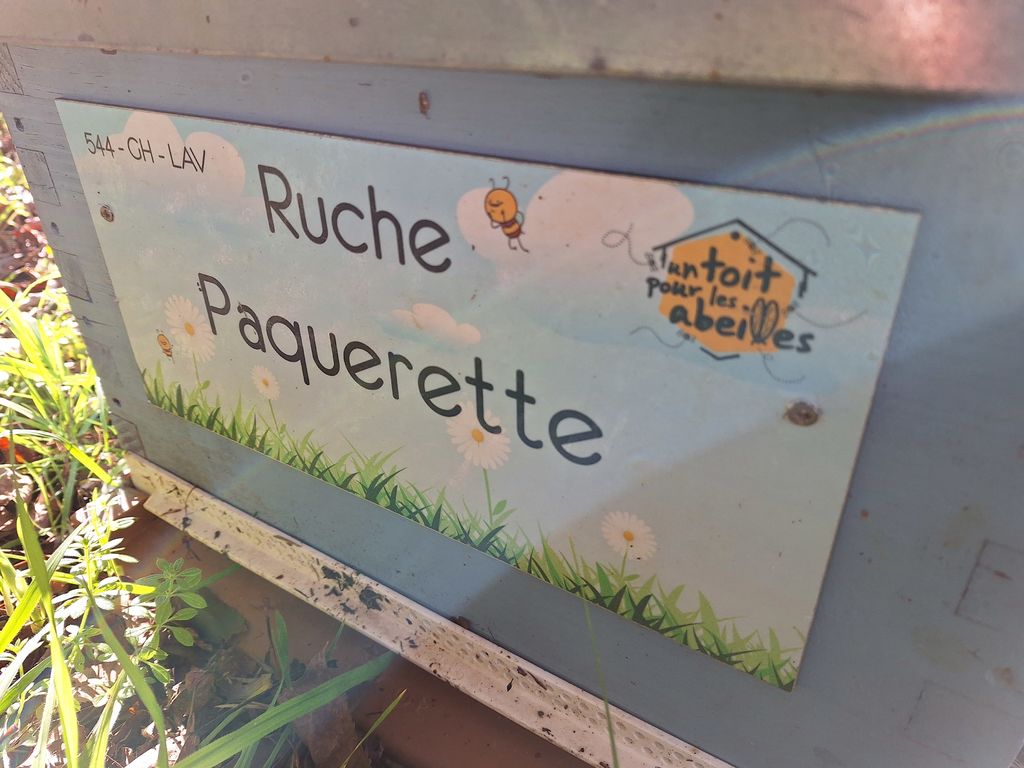 544-CH-LAV
Ruche
Paquerette
un toit
pour les
abeilles